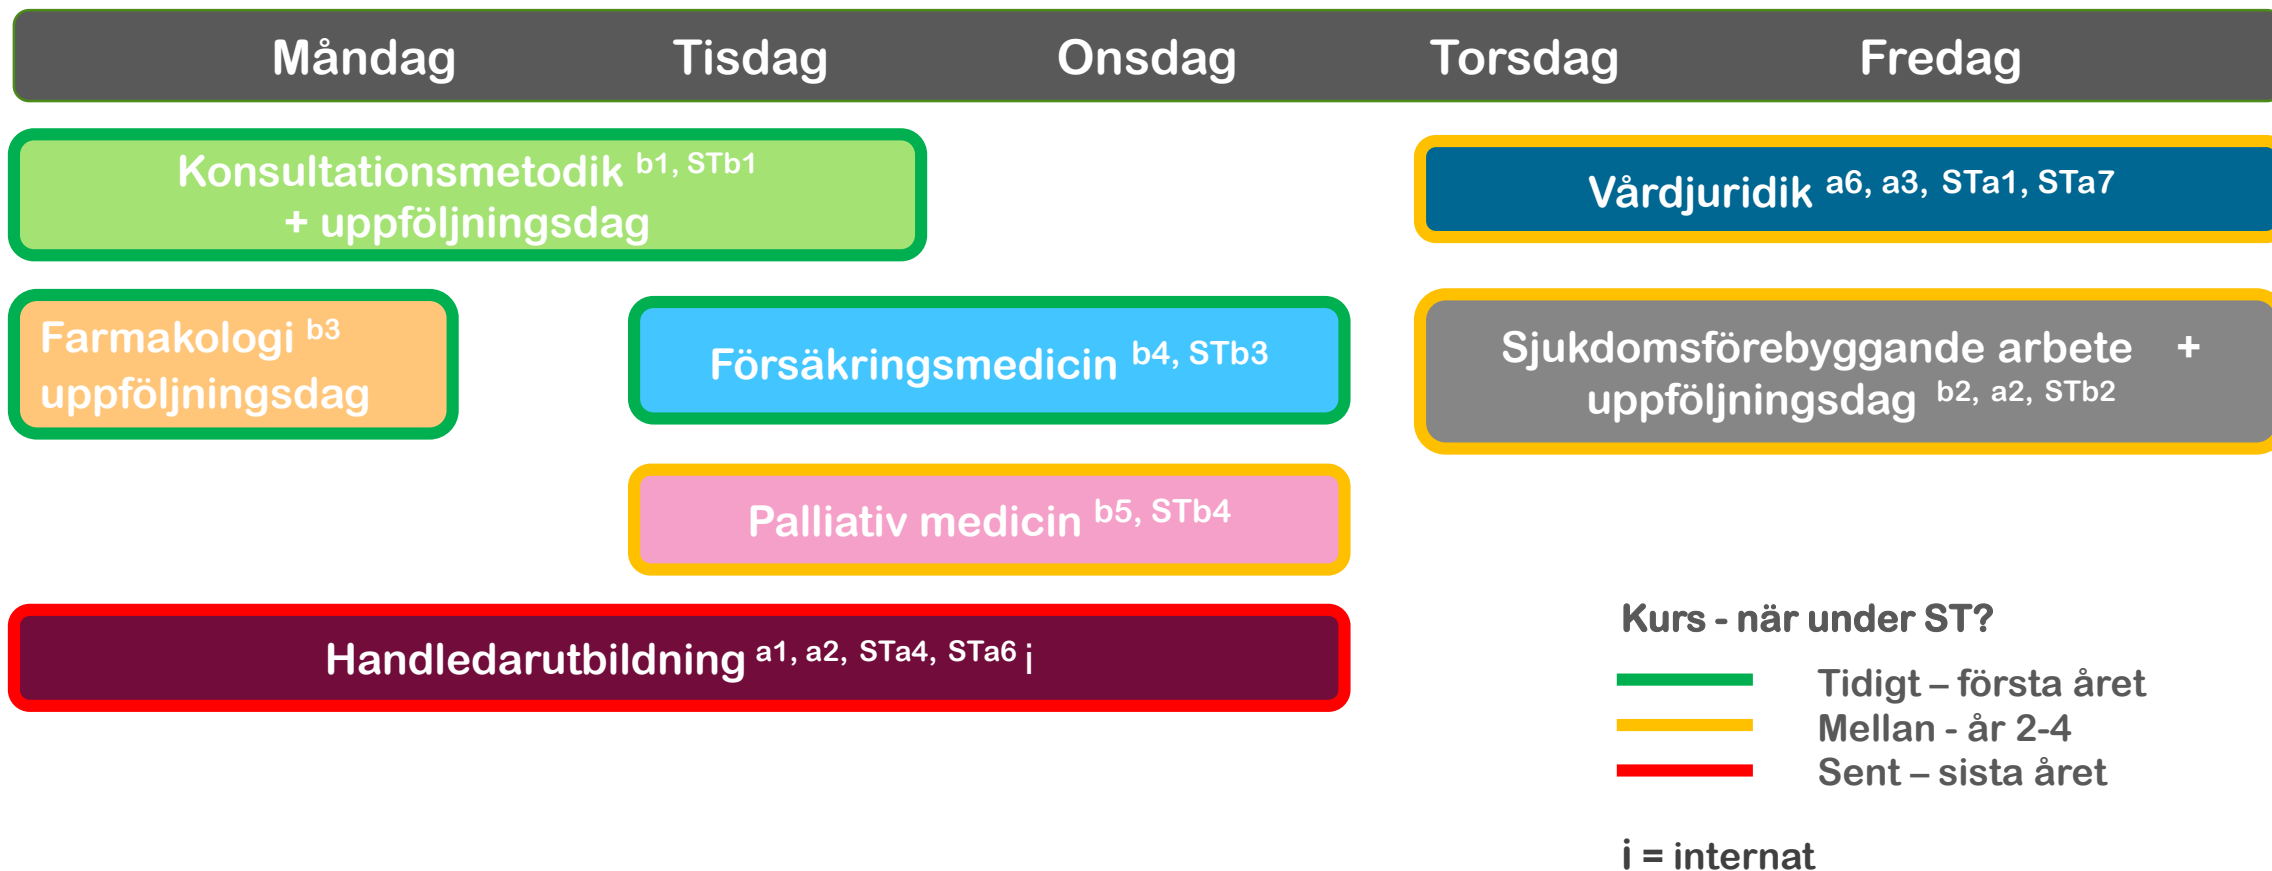 Måndag Tisdag Onsdag Torsdag Fredag
Konsultationsmetodik b1, STb1
+ uppföljningsdag
Vårdjuridik a6, a3, STa1, STa7
Farmakologi b3
uppföljningsdag
Försäkringsmedicin b4, STb3
Sjukdomsförebyggande arbete +
uppföljningsdag b2, a2, STb2
Palliativ medicin b5, STb4
Handledarutbildning a1, a2, STa4, STa6 i
Kurs - när under ST?
Tidigt – första året
Mellan - år 2-4
Sent – sista året
i = internat